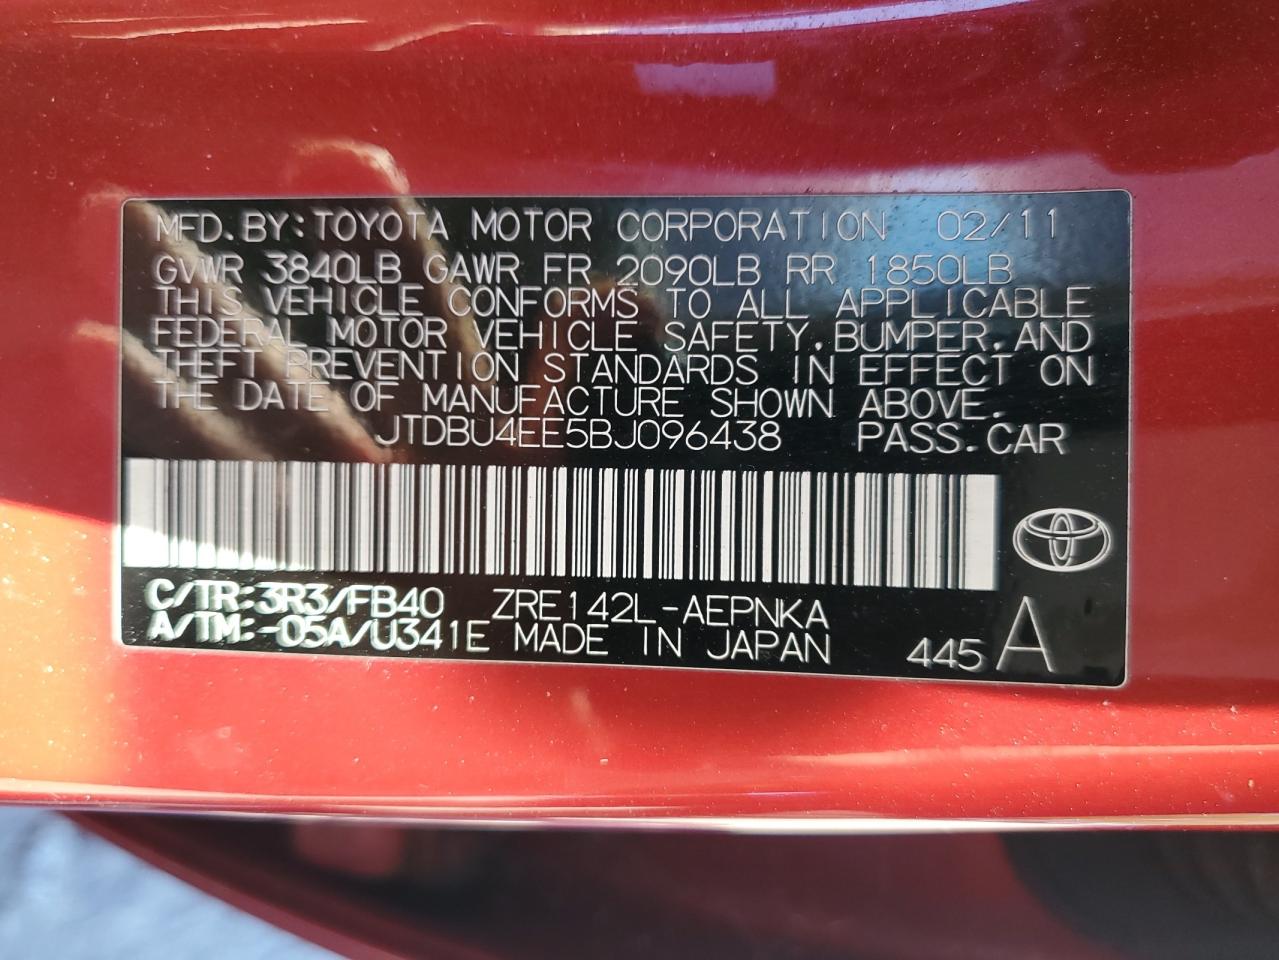 MFD.BY:TOYOTA MOTOR CORPORATION 02/11
GVWR 3840LB GAWR FR 2090LB RR 1850LB
THIS VEHICLE CONFORMS TO ALL APPLICABLE
FEDERAL MOTOR VEHICLE SAFETY,BUMPER,AND
THEFT PREVENTION STANDARDS IN EFFECT ON
THE DATE OF MANUFACTURE SHOWN ABOVE.
JTDBU4EE5BJ096438 PASS.CAR
C/TR:3R3/FB40 ZRE142L-AEPNKA
A/TM:-05A/U341E MADE IN JAPAN 445 A